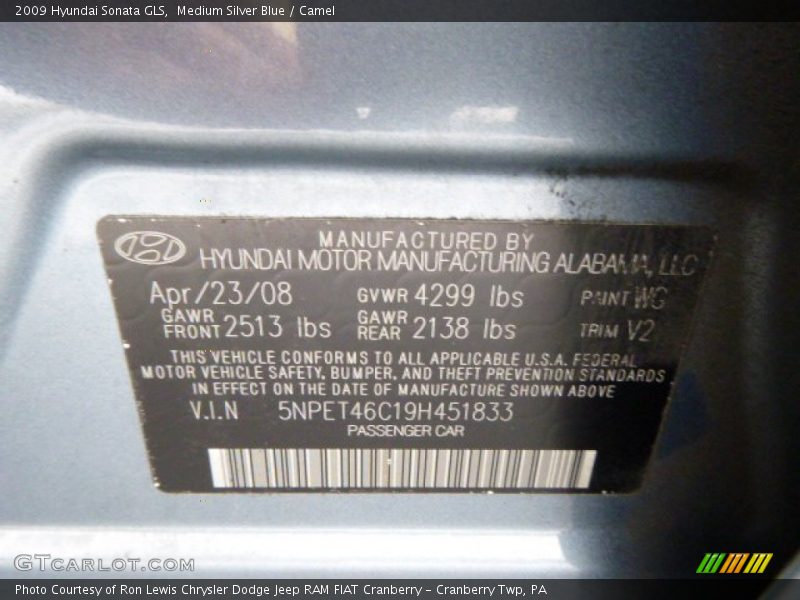 2009 Hyundai Sonata GLS,  Medium Silver Blue / Camel
MANUFACTURED BY
HYUNDAI MOTOR MANUFACTURING ALABAMA, LLC
Apr/23/08 GVWR 4299 lbs PAINT WG
GAWR FRONT 2513 lbs GAWR REAR 2138 lbs TRIM V2
THIS VEHICLE CONFORMS TO ALL APPLICABLE U.S.A. FEDERAL
MOTOR VEHICLE SAFETY, BUMPER, AND THEFT PREVENTION STANDARDS
IN EFFECT ON THE DATE OF MANUFACTURE SHOWN ABOVE
V.I.N 5NPET46C19H451833
PASSENGER CAR
GTcarlot.com
Photo Courtesy of Ron Lewis Chrysler Dodge Jeep RAM FIAT Cranberry – Cranberry Twp, PA